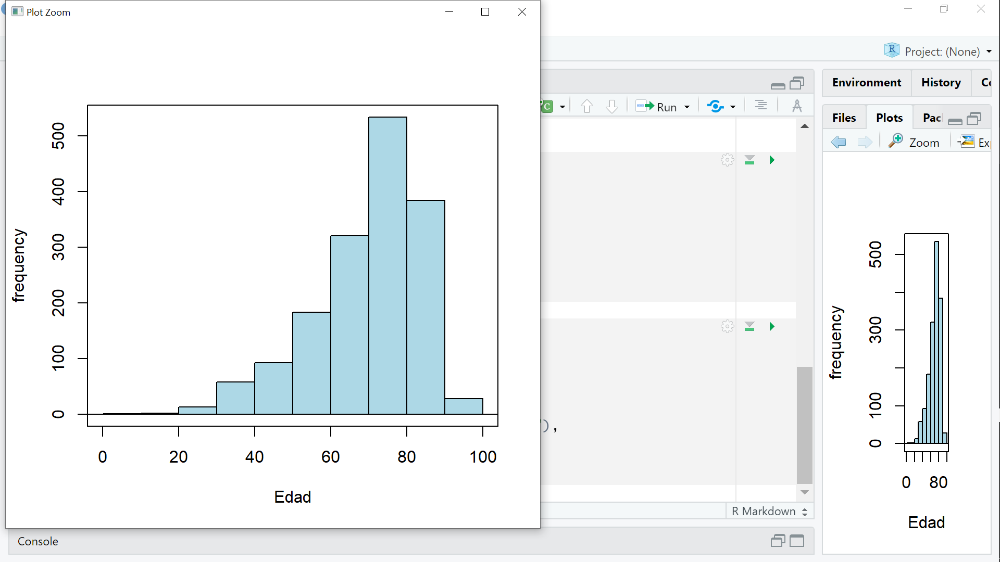 Plot Zoom
Project: (None)
Environment
History
Files
Plots
Run
Zoom
500
400
300
200
100
0
frequency
0 20 40 60 80 100
Edad
),
500
300
100
0
frequency
0 80
Edad
R Markdown
Console